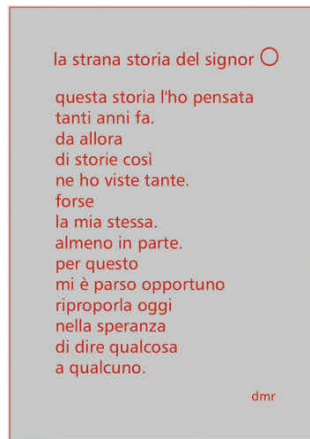 la strana storia del signor O
questa storia l'ho pensata
tanti anni fa.
da allora
di storie così
ne ho viste tante.
forse
la mia stessa.
almeno in parte.
per questo
mi è parso opportuno
riproporla oggi
nella speranza
di dire qualcosa
a qualcuno.
dmr